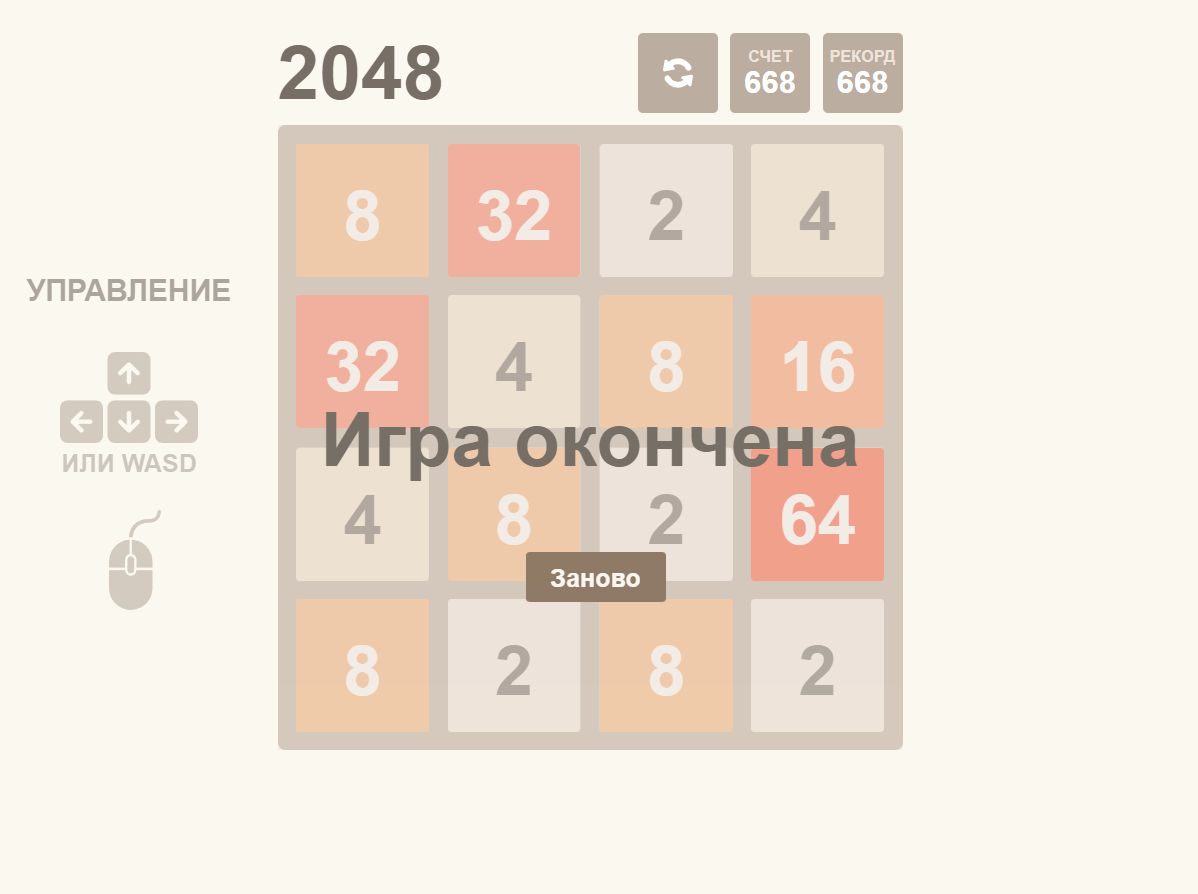 2048
СЧЕТ
668
РЕКОРД
668
8 32 2 4
УПРАВЛЕНИЕ
32 4 8 16
Игра окончена
ИЛИ WASD
4 8 2 64
Заново
8 2 8 2